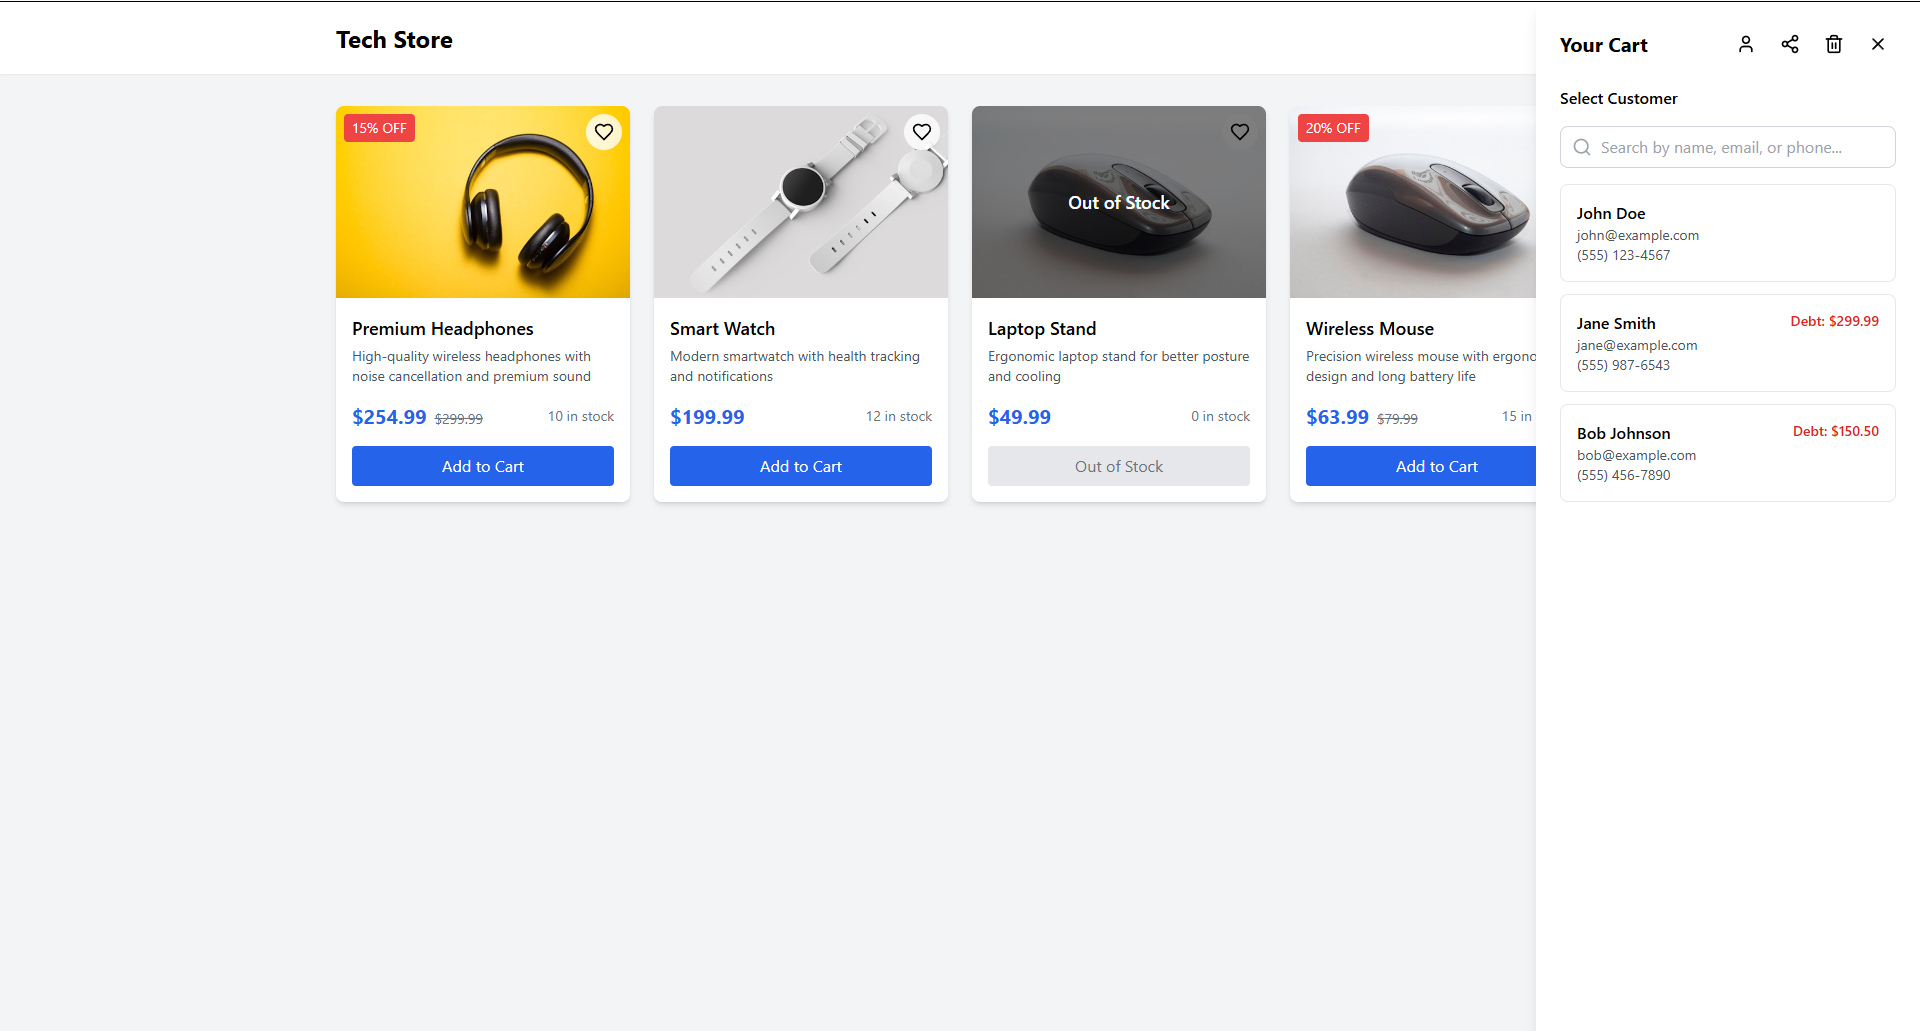 Tech Store
15% OFF
Premium Headphones
High-quality wireless headphones with
noise cancellation and premium sound
$254.99 $299.99 10 in stock
Add to Cart
Smart Watch
Modern smartwatch with health tracking
and notifications
$199.99 12 in stock
Add to Cart
Out of Stock
Laptop Stand
Ergonomic laptop stand for better posture
and cooling
$49.99 0 in stock
Out of Stock
20% OFF
Wireless Mouse
Precision wireless mouse with ergono
design and long battery life
$63.99 $79.99 15 in
Add to Cart
Your Cart
Select Customer
Search by name, email, or phone...
John Doe
john@example.com
(555) 123-4567
Jane Smith Debt: $299.99
jane@example.com
(555) 987-6543
Bob Johnson Debt: $150.50
bob@example.com
(555) 456-7890